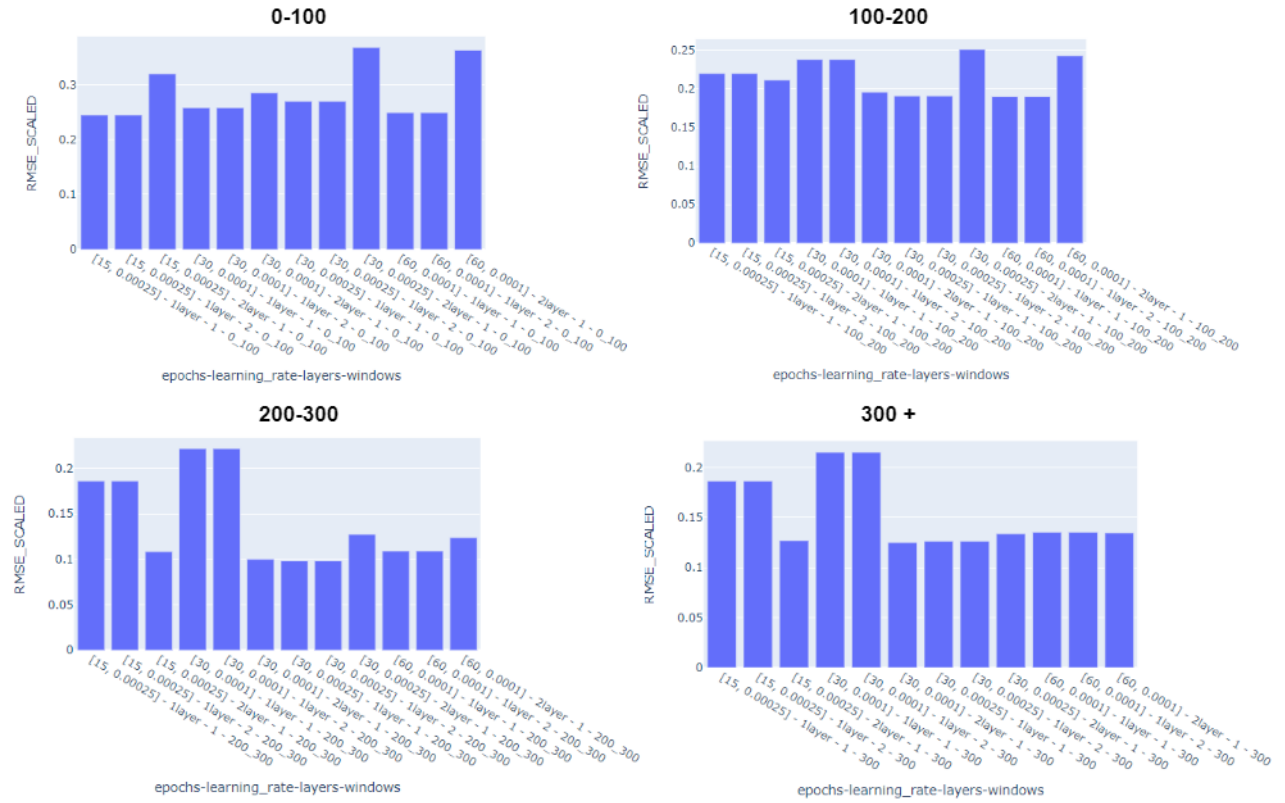 0-100
RMSE_SCALED
0.3
0.2
0.1
0
[15, 0.00025] - 1layer - 1 - 0_100
[15, 0.00025] - 1layer - 2 - 0_100
[15, 0.00025] - 2layer - 1 - 0_100
[30, 0.0001] - 1layer - 1 - 0_100
[30, 0.0001] - 1layer - 2 - 0_100
[30, 0.0001] - 2layer - 1 - 0_100
[30, 0.00025] - 1layer - 1 - 0_100
[30, 0.00025] - 1layer - 2 - 0_100
[30, 0.00025] - 2layer - 1 - 0_100
[60, 0.0001] - 1layer - 1 - 0_100
[60, 0.0001] - 1layer - 2 - 0_100
[60, 0.0001] - 2layer - 1 - 0_100
epochs-learning_rate-layers-windows
100-200
RMSE_SCALED
0.25
0.2
0.15
0.1
0.05
0
[15, 0.00025] - 1layer - 1 - 100_200
[15, 0.00025] - 1layer - 2 - 100_200
[15, 0.00025] - 2layer - 1 - 100_200
[30, 0.0001] - 1layer - 1 - 100_200
[30, 0.0001] - 1layer - 2 - 100_200
[30, 0.0001] - 2layer - 1 - 100_200
[30, 0.00025] - 1layer - 1 - 100_200
[30, 0.00025] - 1layer - 2 - 100_200
[30, 0.00025] - 2layer - 1 - 100_200
[60, 0.0001] - 1layer - 1 - 100_200
[60, 0.0001] - 1layer - 2 - 100_200
[60, 0.0001] - 2layer - 1 - 100_200
epochs-learning_rate-layers-windows
200-300
RMSE_SCALED
0.2
0.15
0.1
0.05
0
[15, 0.00025] - 1layer - 1 - 200_300
[15, 0.00025] - 1layer - 2 - 200_300
[15, 0.00025] - 2layer - 1 - 200_300
[30, 0.0001] - 1layer - 1 - 200_300
[30, 0.0001] - 1layer - 2 - 200_300
[30, 0.0001] - 2layer - 1 - 200_300
[30, 0.00025] - 1layer - 1 - 200_300
[30, 0.00025] - 1layer - 2 - 200_300
[30, 0.00025] - 2layer - 1 - 200_300
[60, 0.0001] - 1layer - 1 - 200_300
[60, 0.0001] - 1layer - 2 - 200_300
[60, 0.0001] - 2layer - 1 - 200_300
epochs-learning_rate-layers-windows
300 +
RMSE_SCALED
0.2
0.15
0.1
0.05
0
[15, 0.00025] - 1layer - 1 - 300
[15, 0.00025] - 1layer - 2 - 300
[15, 0.00025] - 2layer - 1 - 300
[30, 0.0001] - 1layer - 1 - 300
[30, 0.0001] - 1layer - 2 - 300
[30, 0.0001] - 2layer - 1 - 300
[30, 0.00025] - 1layer - 1 - 300
[30, 0.00025] - 1layer - 2 - 300
[30, 0.00025] - 2layer - 1 - 300
[60, 0.0001] - 1layer - 1 - 300
[60, 0.0001] - 1layer - 2 - 300
[60, 0.0001] - 2layer - 1 - 300
epochs-learning_rate-layers-windows